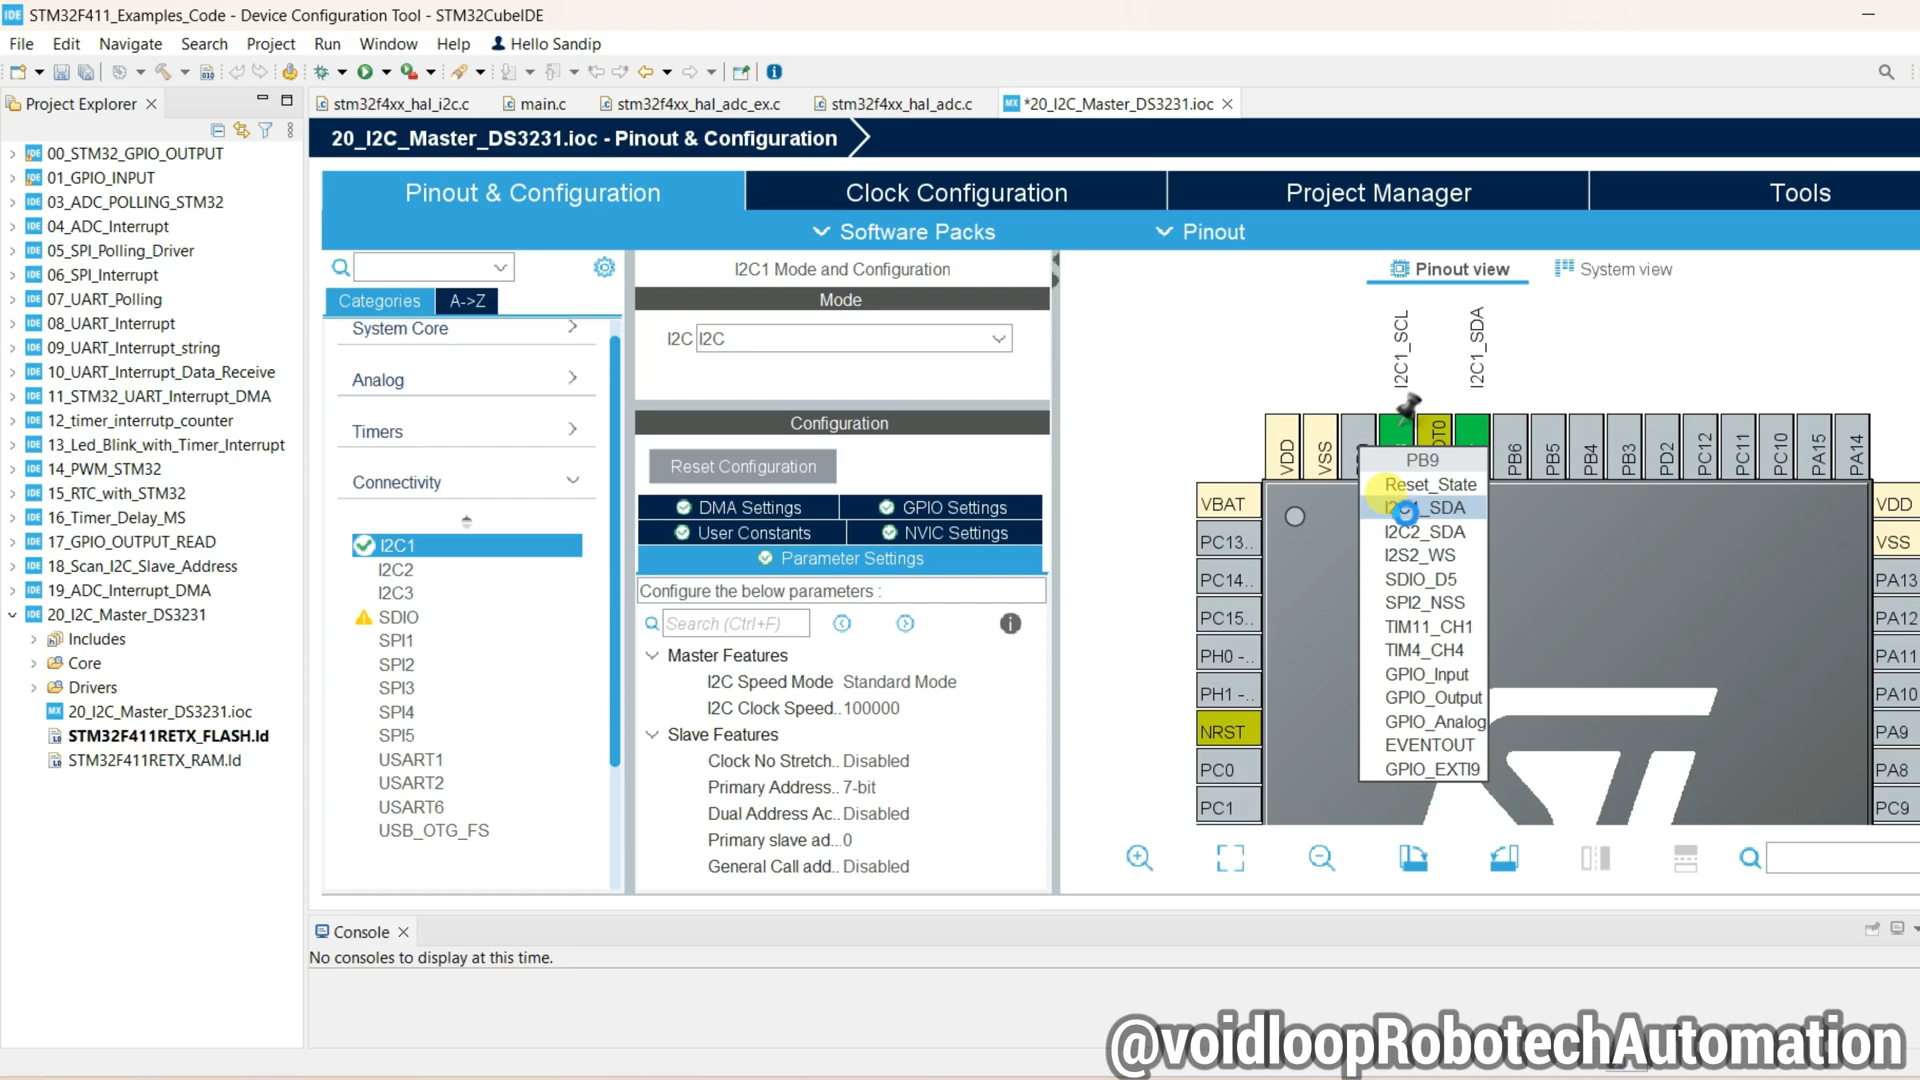 STM32F411_Examples_Code - Device Configuration Tool - STM32CubeIDE
File Edit Navigate Search Project Run Window Help Hello Sandip
Project Explorer
stm32f4xx_hal_i2c.c main.c stm32f4xx_hal_adc_ex.c stm32f4xx_hal_adc.c *20_I2C_Master_DS3231.ioc
00_STM32_GPIO_OUTPUT
01_GPIO_INPUT
03_ADC_POLLING_STM32
04_ADC_Interrupt
05_SPI_Polling_Driver
06_SPI_Interrupt
07_UART_Polling
08_UART_Interrupt
09_UART_Interrupt_string
10_UART_Interrupt_Data_Receive
11_STM32_UART_Interrupt_DMA
12_timer_interrutp_counter
13_Led_Blink_with_Timer_Interrupt
14_PWM_STM32
15_RTC_with_STM32
16_Timer_Delay_MS
17_GPIO_OUTPUT_READ
18_Scan_I2C_Slave_Address
19_ADC_Interrupt_DMA
20_I2C_Master_DS3231
Includes
Core
Drivers
20_I2C_Master_DS3231.ioc
STM32F411RETX_FLASH.ld
STM32F411RETX_RAM.ld
20_I2C_Master_DS3231.ioc - Pinout & Configuration
Pinout & Configuration Clock Configuration Project Manager Tools
Software Packs Pinout
Categories A->Z
System Core
Analog
Timers
Connectivity
I2C1
I2C2
I2C3
SDIO
SPI1
SPI2
SPI3
SPI4
SPI5
USART1
USART2
USART6
USB_OTG_FS
I2C1 Mode and Configuration
Mode
I2C I2C
Configuration
Reset Configuration
DMA Settings GPIO Settings
User Constants NVIC Settings
Parameter Settings
Configure the below parameters :
Search (Ctrl+F)
Master Features
I2C Speed Mode Standard Mode
I2C Clock Speed.. 100000
Slave Features
Clock No Stretch.. Disabled
Primary Address.. 7-bit
Dual Address Ac.. Disabled
Primary slave ad.. 0
General Call add.. Disabled
Pinout view System view
I2C1_SCL
I2C1_SDA
VDD
VSS
PB6
PB5
PB4
PB3
PD2
PC12
PC11
PC10
PA15
PA14
VBAT
PC13..
PC14..
PC15..
PH0 -..
PH1 -..
NRST
PC0
PC1
PB9
Reset_State
I2C1_SDA
I2C2_SDA
I2S2_WS
SDIO_D5
SPI2_NSS
TIM11_CH1
TIM4_CH4
GPIO_Input
GPIO_Output
GPIO_Analog
EVENTOUT
GPIO_EXTI9
VDD
VSS
PA13
PA12
PA11
PA10
PA9
PA8
PC9
Console
No consoles to display at this time.
@voidloopRobotechAutomation